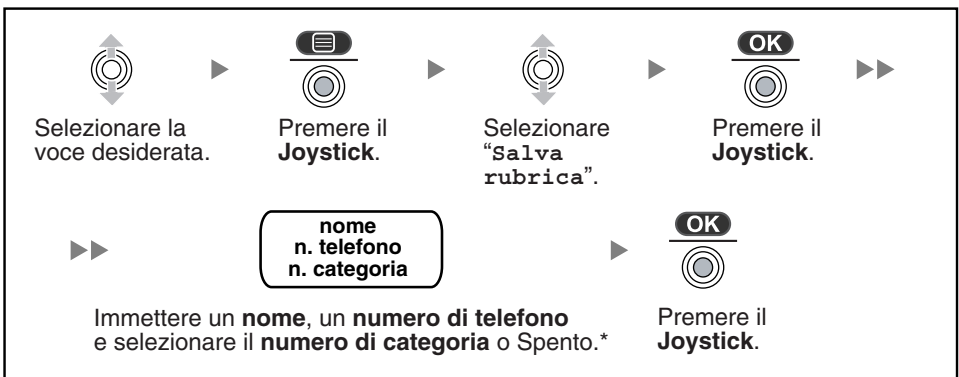 OK
Selezionare la
voce desiderata.
Premere il
Joystick.
Selezionare
“Salva
rubrica”.
Premere il
Joystick.
nome
n. telefono
n. categoria
OK
Immettere un nome, un numero di telefono
e selezionare il numero di categoria o Spento.*
Premere il
Joystick.